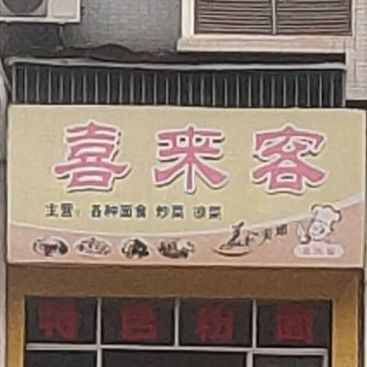 喜来客
主营：各种面食 炒菜 凉菜
特色粉面